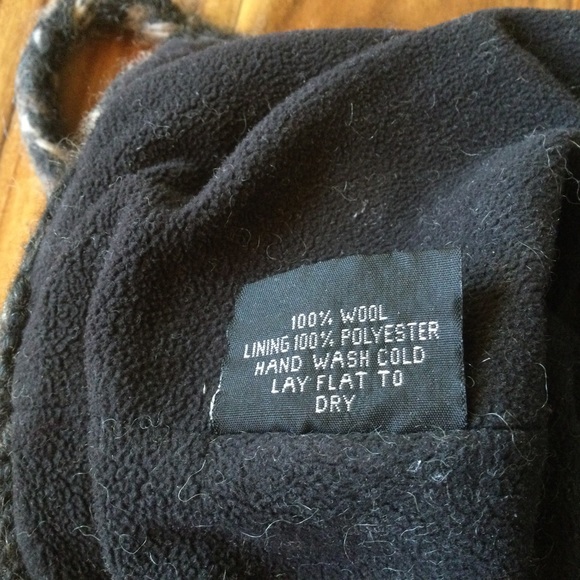 100% WOOL
LINING 100% POLYESTER
HAND WASH COLD
LAY FLAT TO
DRY